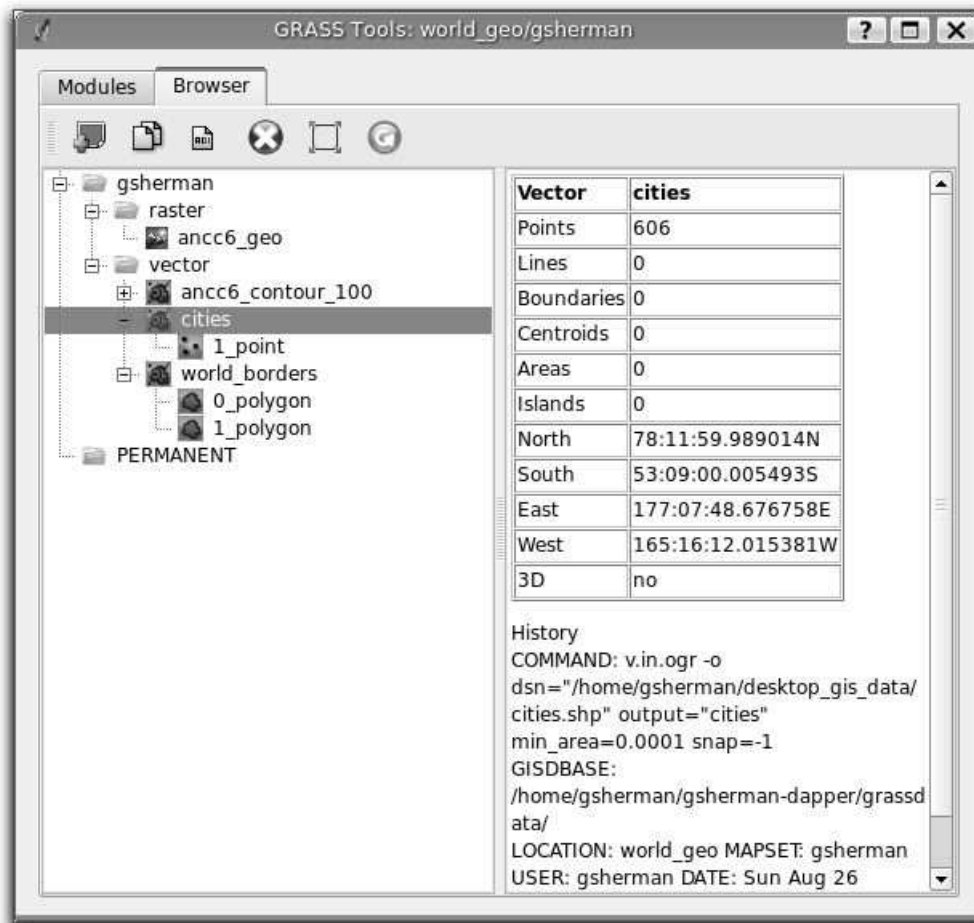 GRASS Tools: world_geo/gsherman
Modules
Browser
gsherman
raster
ancc6_geo
vector
ancc6_contour_100
cities
1_point
world_borders
0_polygon
1_polygon
PERMANENT
Vector cities
Points 606
Lines 0
Boundaries 0
Centroids 0
Areas 0
Islands 0
North 78:11:59.989014N
South 53:09:00.005493S
East 177:07:48.676758E
West 165:16:12.015381W
3D no
History
COMMAND: v.in.ogr -o
dsn="/home/gsherman/desktop_gis_data/
cities.shp" output="cities"
min_area=0.0001 snap=-1
GISDBASE:
/home/gsherman/gsherman-dapper/grassd
ata/
LOCATION: world_geo MAPSET: gsherman
USER: gsherman DATE: Sun Aug 26